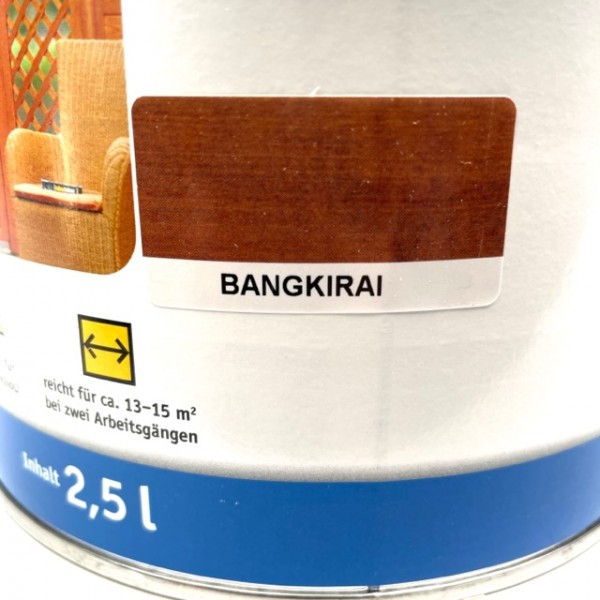 BANGKIRAI
reicht für ca. 13–15 m²
bei zwei Arbeitsgängen
Inhalt 2,5 l